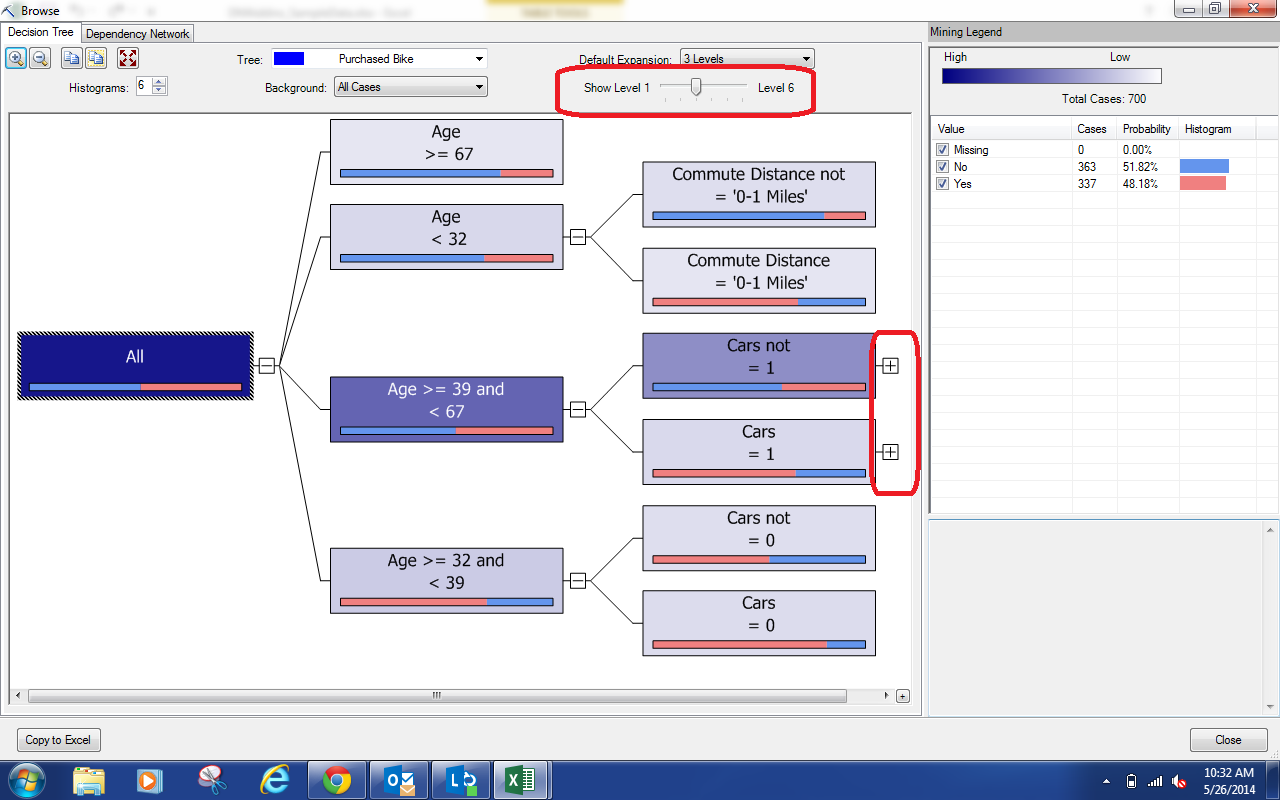 Browse
Decision Tree
Dependency Network
Mining Legend
Tree:
Purchased Bike
Default Expansion:
3 Levels
Histograms:
6
Background:
All Cases
Show Level 1
Level 6
High
Low
Total Cases: 700
Value
Cases
Probability
Histogram
Missing
0
0.00%
No
363
51.82%
Yes
337
48.18%
All
Age
>= 67
Age
< 32
Age >= 39 and
< 67
Age >= 32 and
< 39
Commute Distance not
= '0-1 Miles'
Commute Distance
= '0-1 Miles'
Cars not
= 1
Cars
= 1
Cars not
= 0
Cars
= 0
Copy to Excel
Close
10:32 AM
5/26/2014